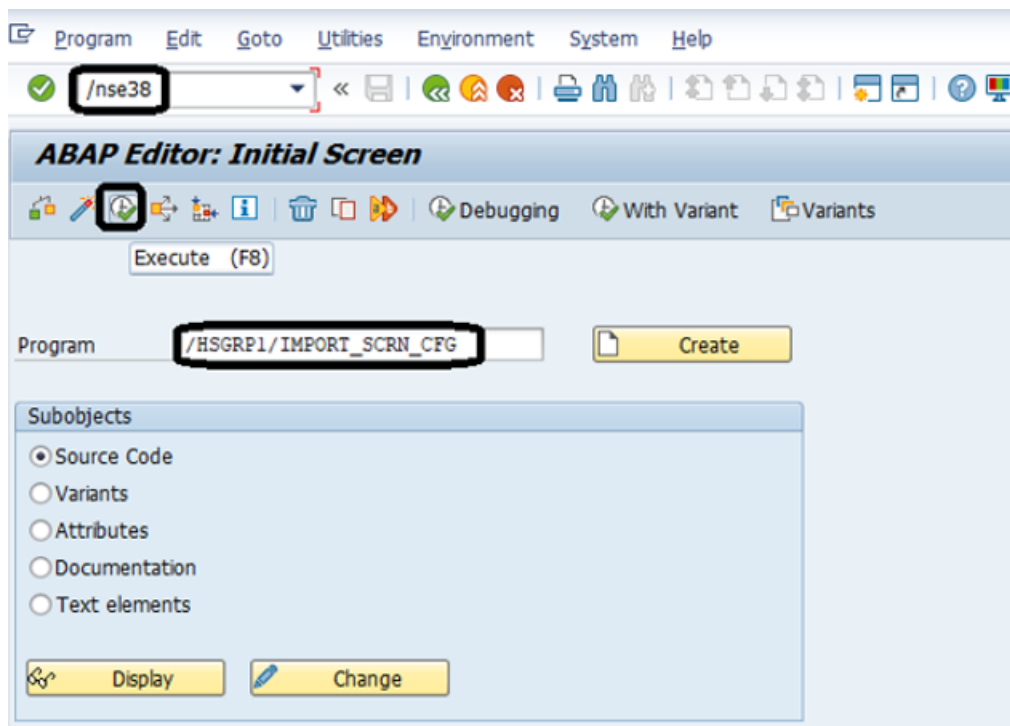 Program Edit Goto Utilities Environment System Help
/nse38
ABAP Editor: Initial Screen
Debugging With Variant Variants
Execute (F8)
Program /HSGRP1/IMPORT_SCRN_CFG Create
Subobjects
Source Code
Variants
Attributes
Documentation
Text elements
Display Change